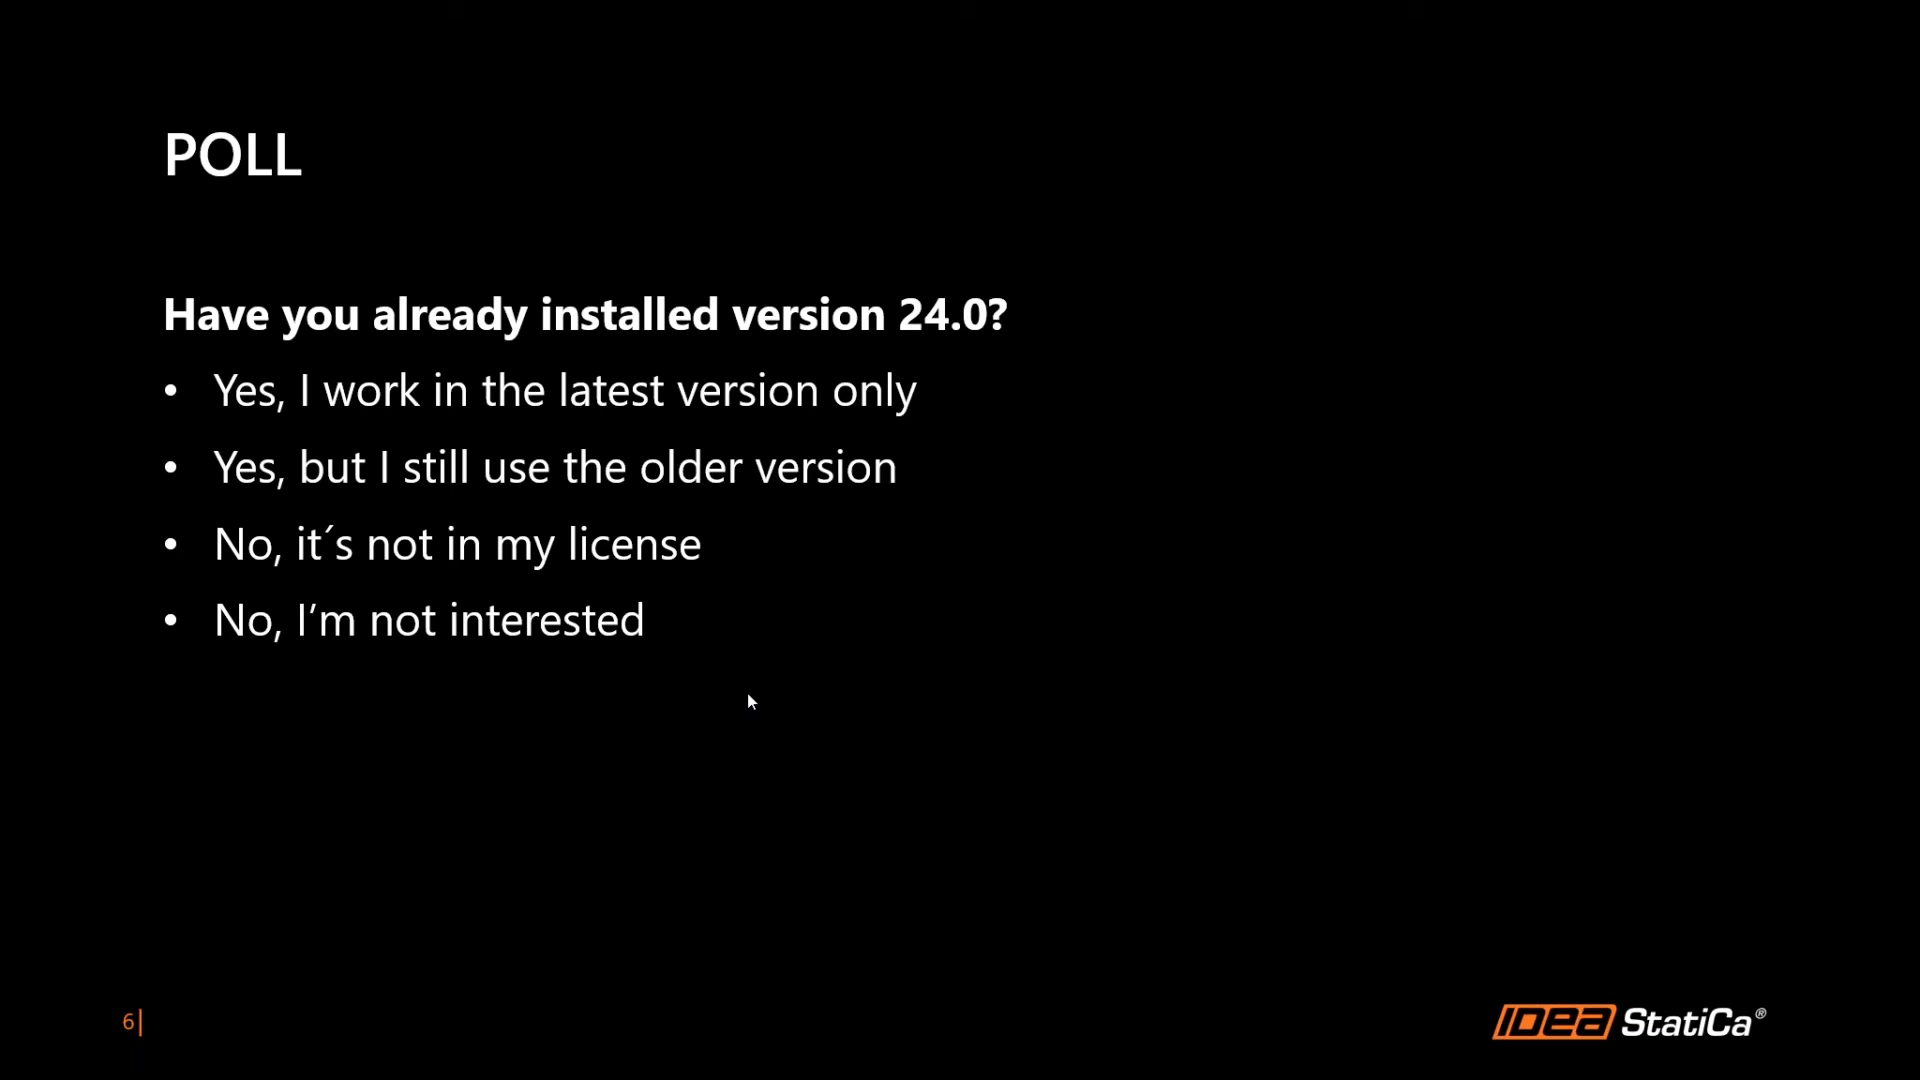 POLL
Have you already installed version 24.0?
• Yes, I work in the latest version only
• Yes, but I still use the older version
• No, it´s not in my license
• No, I’m not interested
6|
IDEA StatiCa®